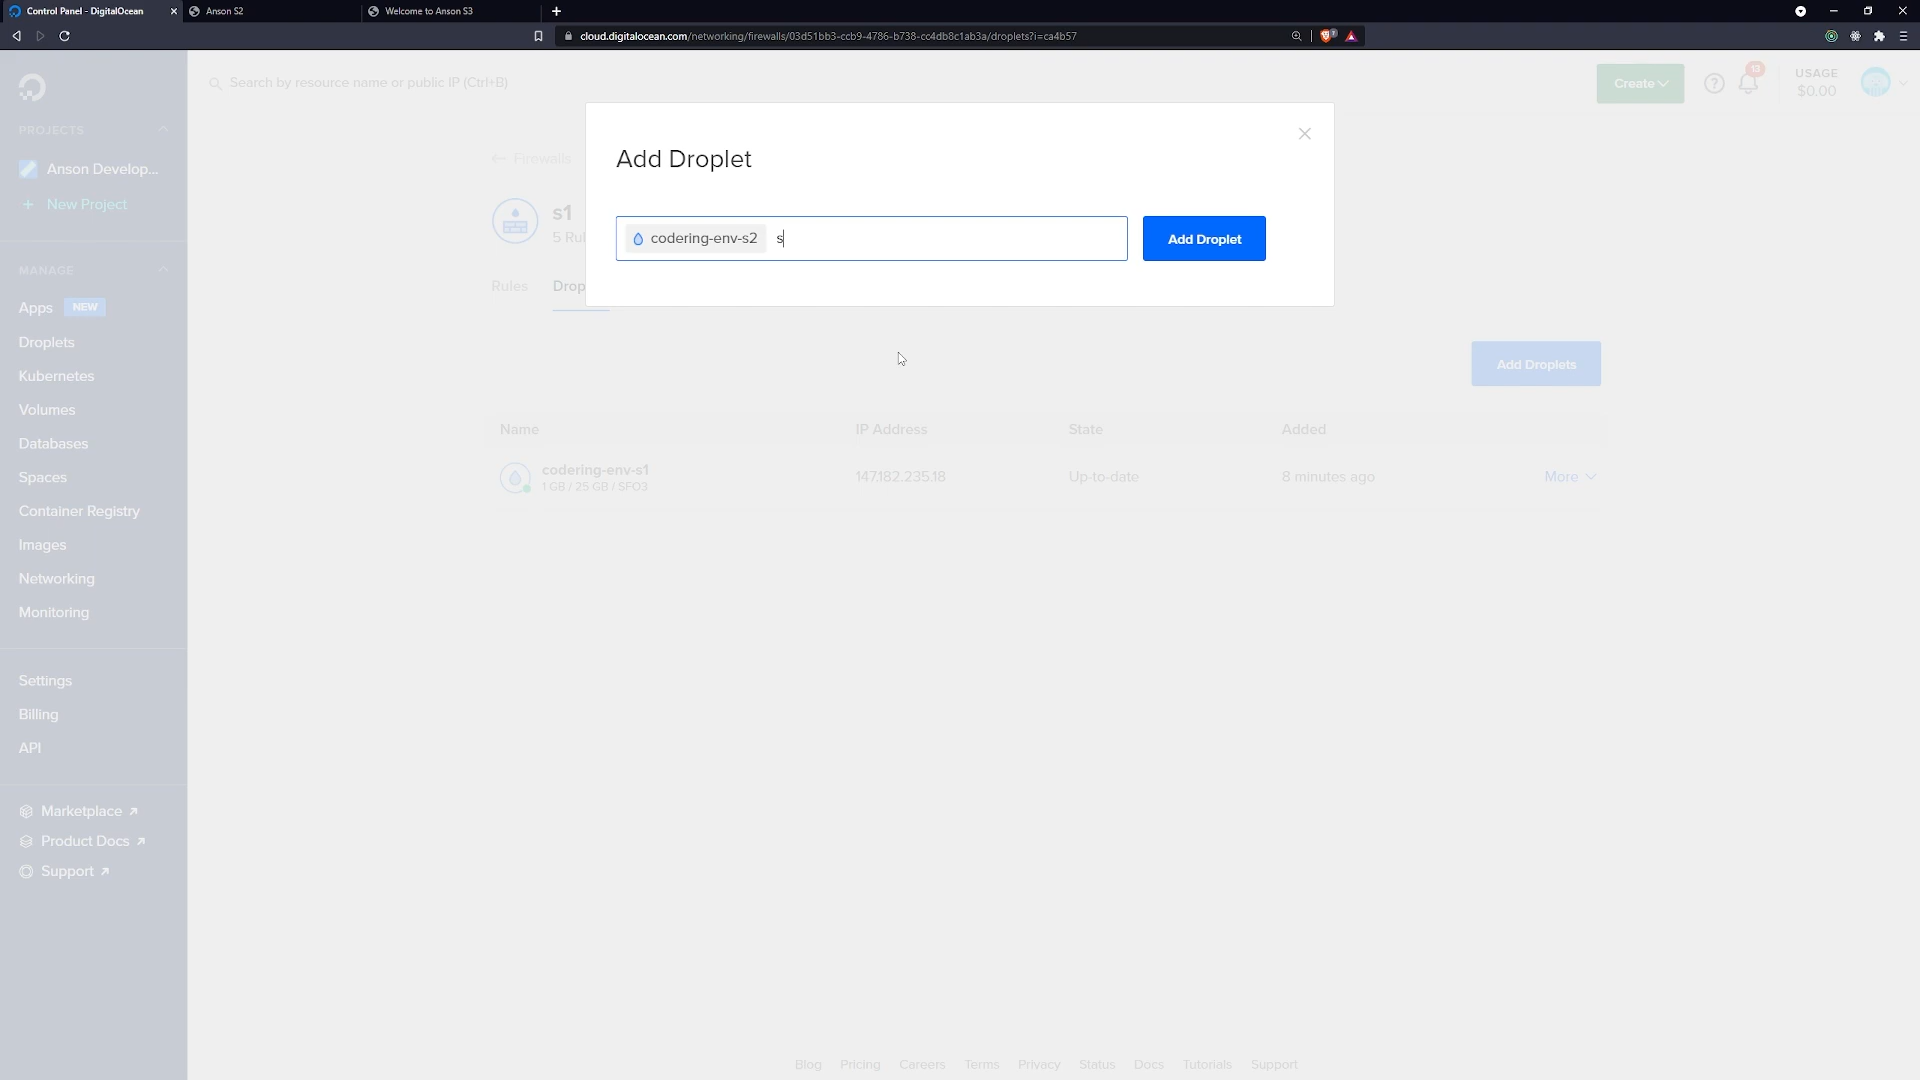 Control Panel - DigitalOcean
Anson S2
Welcome to Anson S3
cloud.digitalocean.com/networking/firewalls/03d51bb3-ccb9-4786-b738-cc4db8c1ab3a/droplets?i=ca4b57
Search by resource name or public IP (Ctrl+B)
Create
13
USAGE
$0.00
PROJECTS
Anson Develop...
New Project
MANAGE
Apps NEW
Droplets
Kubernetes
Volumes
Databases
Spaces
Container Registry
Images
Networking
Monitoring
Settings
Billing
API
Marketplace
Product Docs
Support
Firewalls
s1
5 Rul
Rules
Drop
Add Droplet
codering-env-s2 s
Add Droplet
Add Droplets
Name IP Address State Added
codering-env-s1 147.182.235.18 Up-to-date 8 minutes ago More
1 GB / 25 GB / SFO3
Blog Pricing Careers Terms Privacy Status Docs Tutorials Support